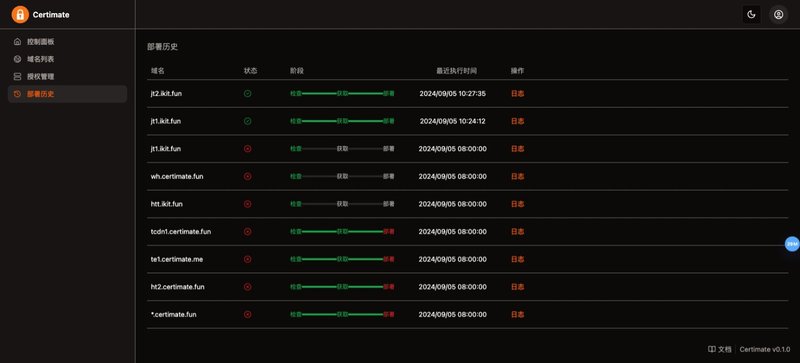 Certimate
控制面板
域名列表
授权管理
部署历史
部署历史
域名 状态 阶段 最近执行时间 操作
jt2.ikit.fun 检查 获取 部署 2024/09/05 10:27:35 日志
jt1.ikit.fun 检查 获取 部署 2024/09/05 10:24:12 日志
jt1.ikit.fun 检查 获取 部署 2024/09/05 08:00:00 日志
wh.certimate.fun 检查 获取 部署 2024/09/05 08:00:00 日志
htt.ikit.fun 检查 获取 部署 2024/09/05 08:00:00 日志
tcdn1.certimate.fun 检查 获取 部署 2024/09/05 08:00:00 日志
te1.certimate.me 检查 获取 部署 2024/09/05 08:00:00 日志
ht2.certimate.fun 检查 获取 部署 2024/09/05 08:00:00 日志
*.certimate.fun 检查 获取 部署 2024/09/05 08:00:00 日志
文档 Certimate v0.1.0